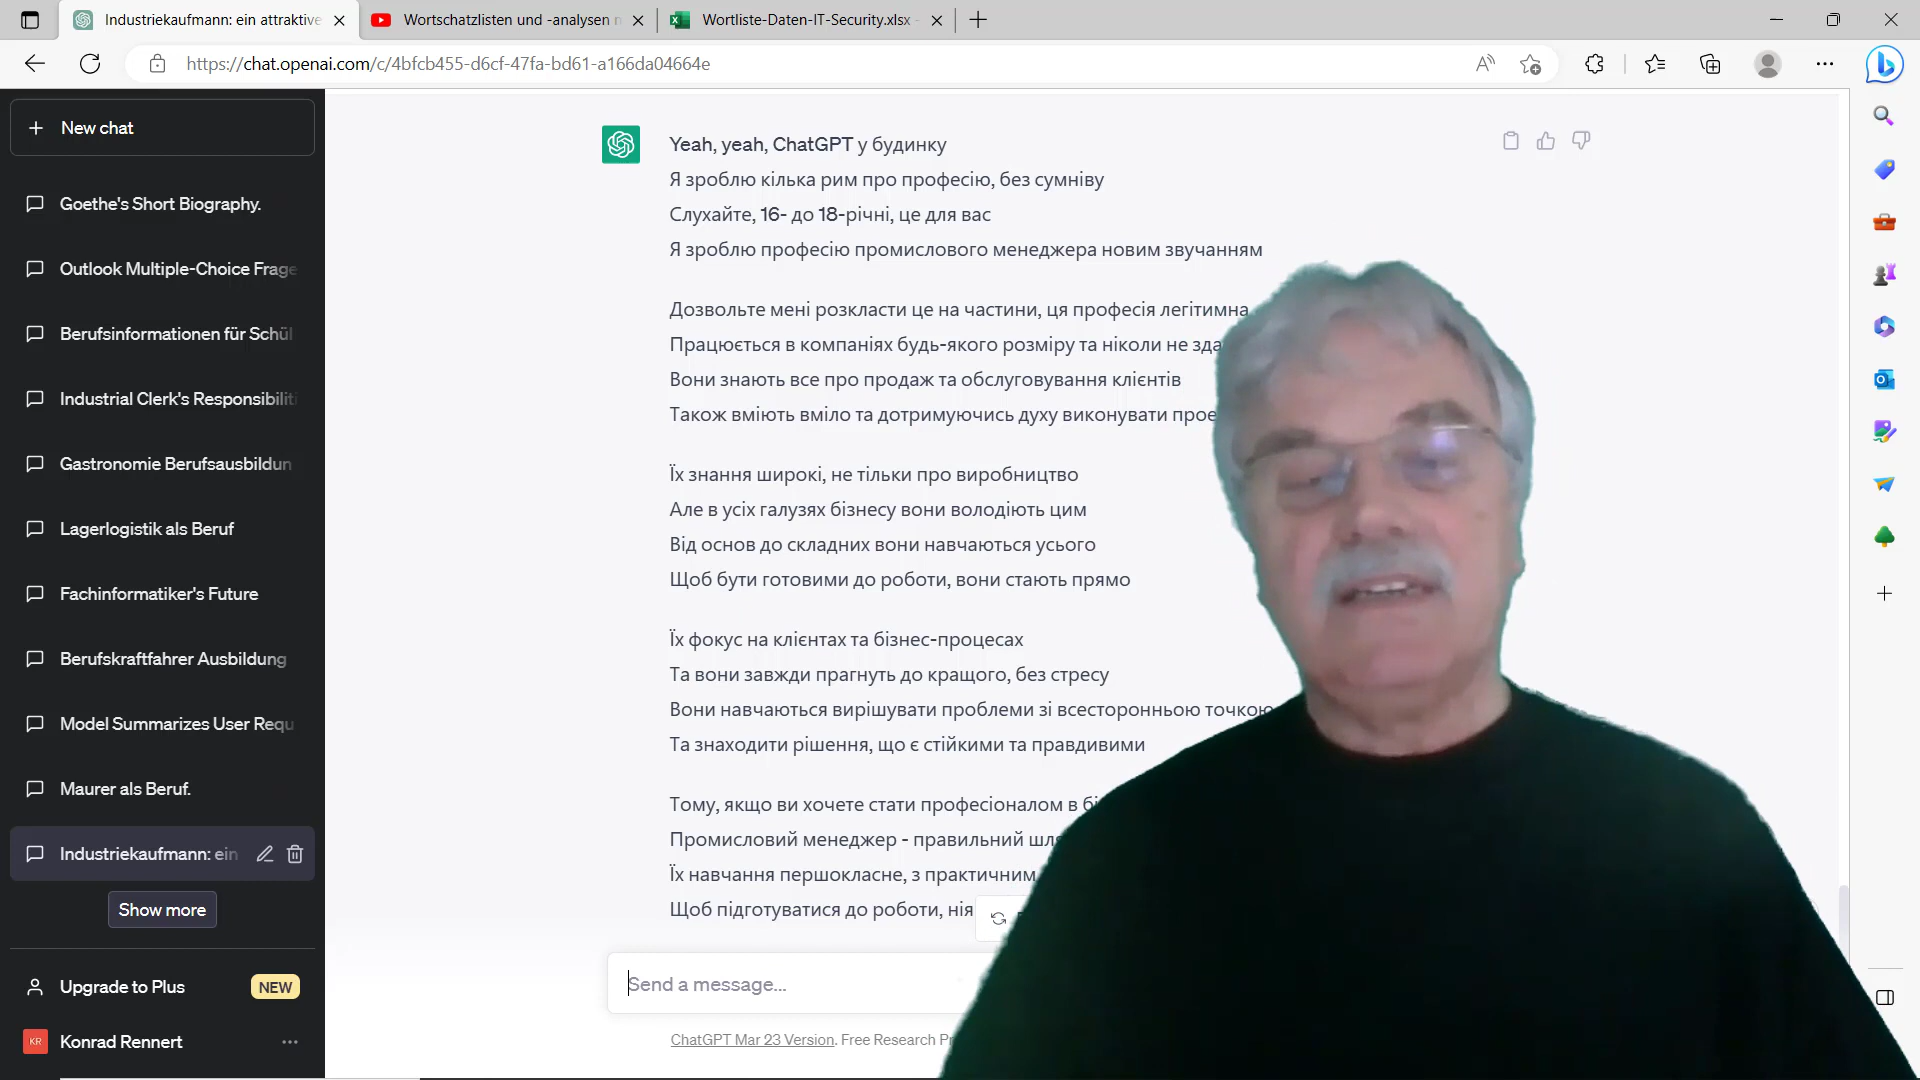 Industriekaufmann: ein attraktive
Wortschatzlisten und -analysen
Wortliste-Daten-IT-Security.xlsx
https://chat.openai.com/c/4bfcb455-d6cf-47fa-bd61-a166da04664e
New chat
Goethe's Short Biography.
Outlook Multiple-Choice Frage
Berufsinformationen für Schül
Industrial Clerk's Responsibiliti
Gastronomie Berufsausbildun
Lagerlogistik als Beruf
Fachinformatiker's Future
Berufskraftfahrer Ausbildung
Model Summarizes User Requ
Maurer als Beruf.
Industriekaufmann: ein
Show more
Upgrade to Plus NEW
KR Konrad Rennert
Yeah, yeah, ChatGPT у будинку
Я зроблю кілька рим про професію, без сумніву
Слухайте, 16- до 18-річні, це для вас
Я зроблю професію промислового менеджера новим звучанням
Дозвольте мені розкласти це на частини, ця професія легітимна
Працюється в компаніях будь-якого розміру та ніколи не зда
Вони знають все про продаж та обслуговування клієнтів
Також вміють вміло та дотримуючись духу виконувати прое
Їх знання широкі, не тільки про виробництво
Але в усіх галузях бізнесу вони володіють цим
Від основ до складних вони навчаються усього
Щоб бути готовими до роботи, вони стають прямо
Їх фокус на клієнтах та бізнес-процесах
Та вони завжди прагнуть до кращого, без стресу
Вони навчаються вирішувати проблеми зі всесторонньою точкою
Та знаходити рішення, що є стійкими та правдивими
Тому, якщо ви хочете стати професіоналом в бі
Промисловий менеджер - правильний шля
Їх навчання першокласне, з практичним
Щоб підготуватися до роботи, нія
Send a message...
ChatGPT Mar 23 Version. Free Research Pr